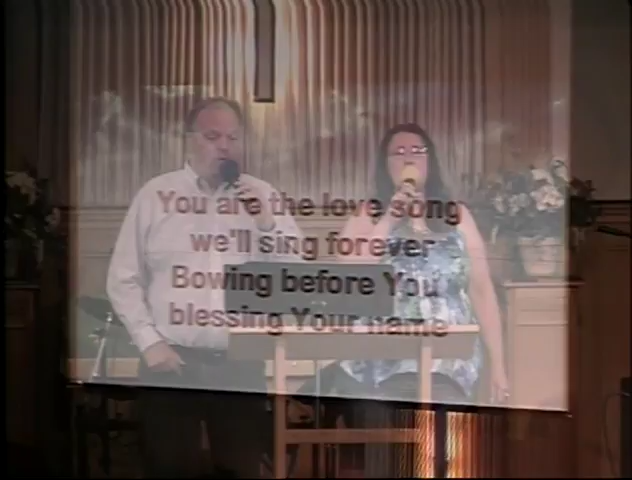 You are the love song
we'll sing forever
Bowing before You
blessing Your name